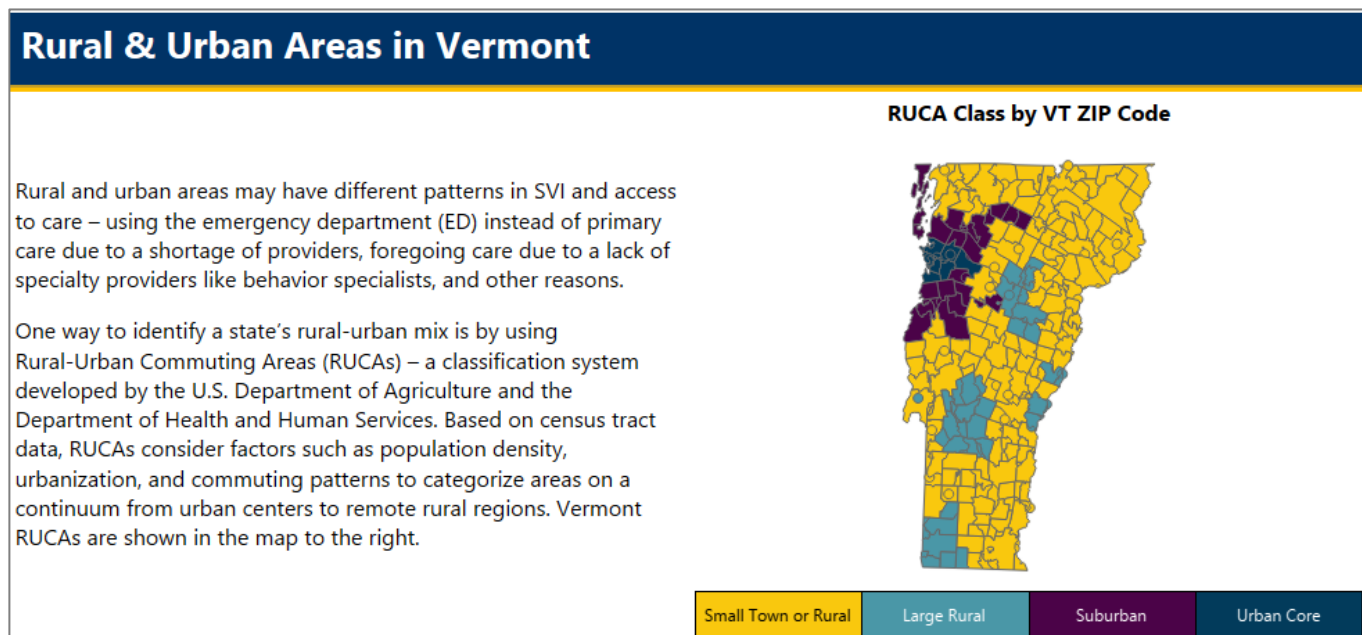 Rural & Urban Areas in Vermont
Rural and urban areas may have different patterns in SVI and access
to care – using the emergency department (ED) instead of primary
care due to a shortage of providers, foregoing care due to a lack of
specialty providers like behavior specialists, and other reasons.
One way to identify a state’s rural-urban mix is by using
Rural-Urban Commuting Areas (RUCAs) – a classification system
developed by the U.S. Department of Agriculture and the
Department of Health and Human Services. Based on census tract
data, RUCAs consider factors such as population density,
urbanization, and commuting patterns to categorize areas on a
continuum from urban centers to remote rural regions. Vermont
RUCAs are shown in the map to the right.
RUCA Class by VT ZIP Code
Small Town or Rural
Large Rural
Suburban
Urban Core